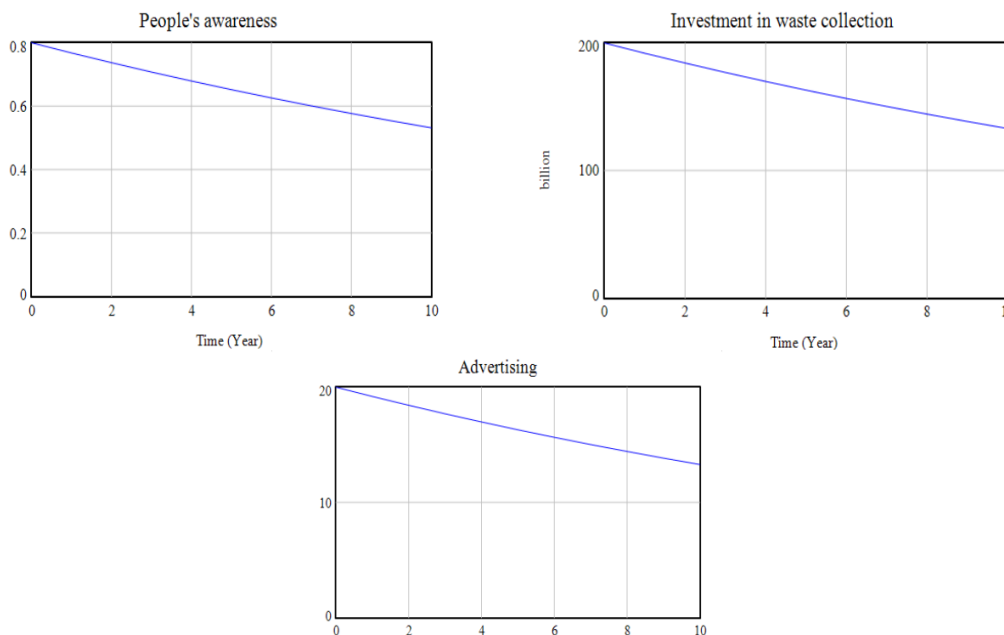 People's awareness
0.8
0.6
0.4
0.2
0
0 2 4 6 8 10
Time (Year)
Investment in waste collection
200
100
0
billion
0 2 4 6 8 1
Time (Year)
Advertising
20
10
0
0 2 4 6 8 10